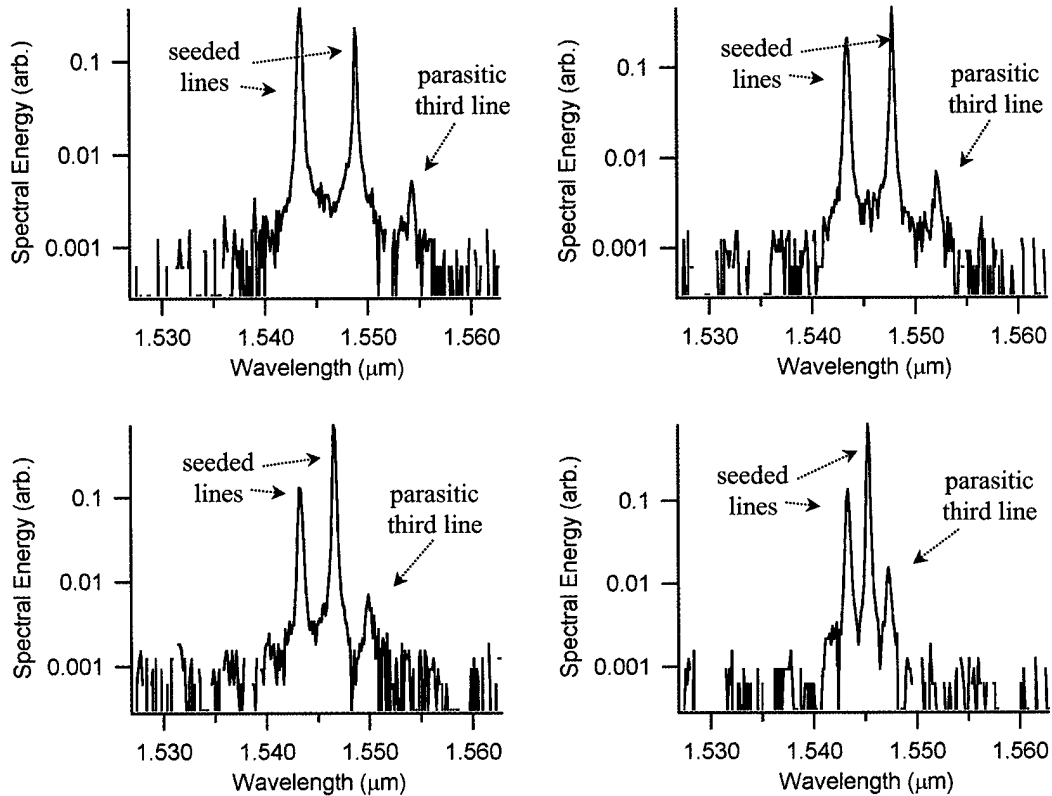 Spectral Energy (arb.)
0.1
0.01
0.001
seeded
lines
parasitic
third line
1.530
1.540
1.550
1.560
Wavelength (μm)
Spectral Energy (arb.)
0.1
0.01
0.001
seeded
lines
parasitic
third line
1.530
1.540
1.550
1.560
Wavelength (μm)
Spectral Energy (arb.)
0.1
0.01
0.001
seeded
lines
parasitic
third line
1.530
1.540
1.550
1.560
Wavelength (μm)
Spectral Energy (arb.)
0.1
0.01
0.001
seeded
lines
parasitic
third line
1.530
1.540
1.550
1.560
Wavelength (μm)